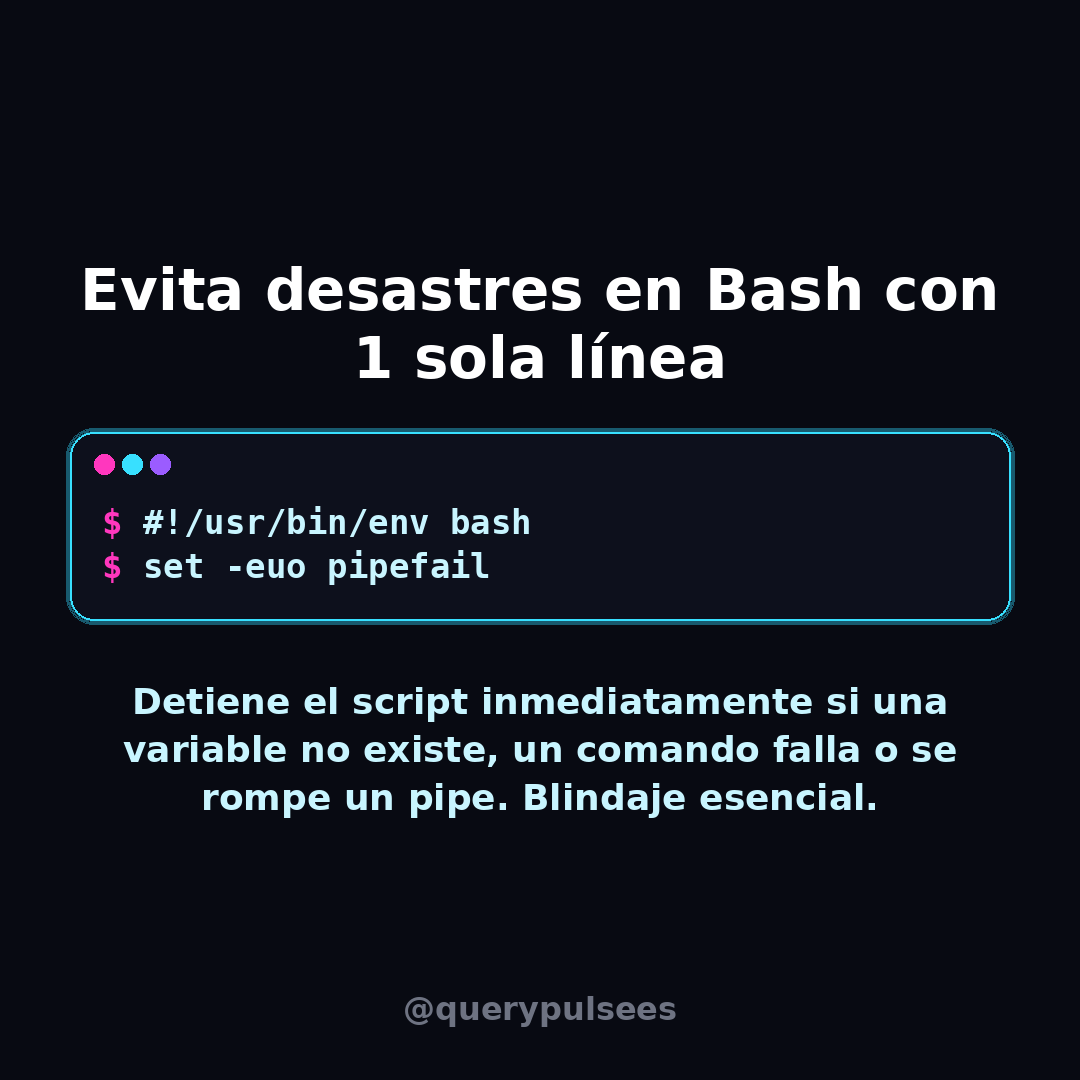 Evita desastres en Bash con
1 sola línea
$ #!/usr/bin/env bash
$ set -euo pipefail
Detiene el script inmediatamente si una
variable no existe, un comando falla o se
rompe un pipe. Blindaje esencial.
@querypulsees